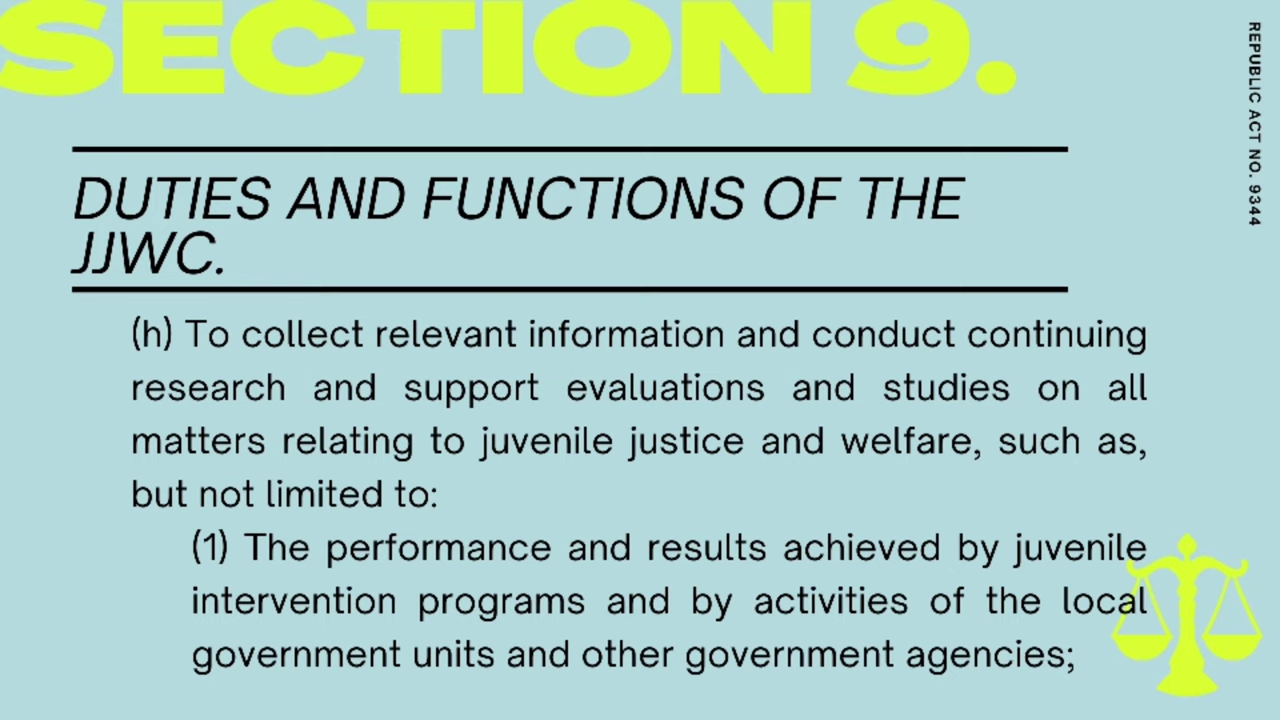 SECTION 9.
REPUBLIC ACT NO. 9344
DUTIES AND FUNCTIONS OF THE
JJWC.
(h) To collect relevant information and conduct continuing
research and support evaluations and studies on all
matters relating to juvenile justice and welfare, such as,
but not limited to:
(1) The performance and results achieved by juvenile
intervention programs and by activities of the local
government units and other government agencies;